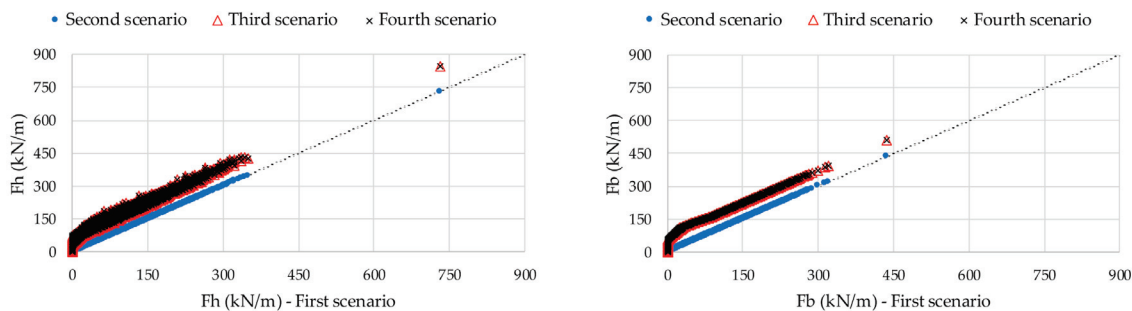 Second scenario Third scenario Fourth scenario
900
750
600
450
300
150
0
Fh (kN/m)
0 150 300 450 600 750 900
Fh (kN/m) - First scenario
Second scenario Third scenario Fourth scenario
900
750
600
450
300
150
0
Fb (kN/m)
0 150 300 450 600 750 900
Fb (kN/m) - First scenario